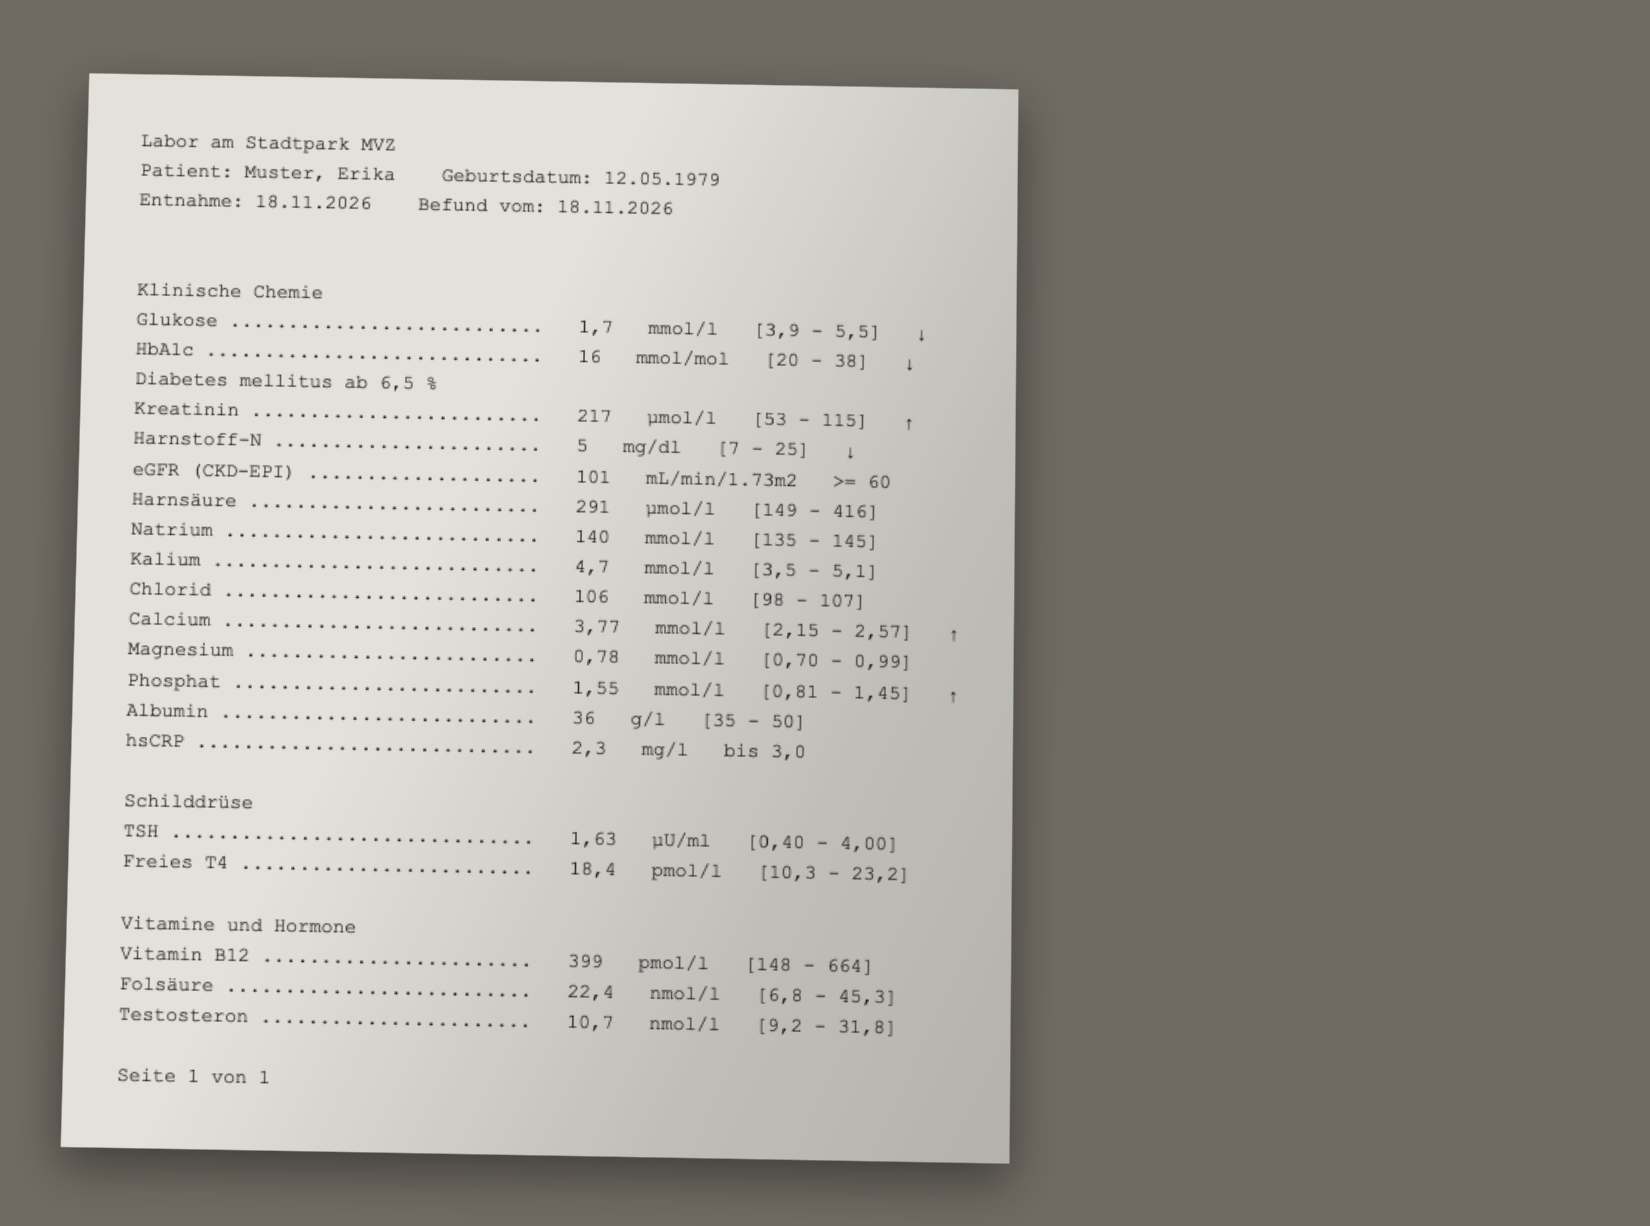 Labor am Stadtpark MVZ
Patient: Muster, Erika    Geburtsdatum: 12.05.1979
Entnahme: 18.11.2026    Befund vom: 18.11.2026
Klinische Chemie
Glukose ........................... 1,7 mmol/l [3,9 - 5,5] ↓
HbA1c ............................. 16 mmol/mol [20 - 38] ↓
Diabetes mellitus ab 6,5 %
Kreatinin ......................... 217 µmol/l [53 - 115] ↑
Harnstoff-N ....................... 5 mg/dl [7 - 25] ↓
eGFR (CKD-EPI) .................... 101 mL/min/1.73m2 >= 60
Harnsäure ......................... 291 µmol/l [149 - 416]
Natrium ........................... 140 mmol/l [135 - 145]
Kalium ............................ 4,7 mmol/l [3,5 - 5,1]
Chlorid ........................... 106 mmol/l [98 - 107]
Calcium ........................... 3,77 mmol/l [2,15 - 2,57] ↑
Magnesium ......................... 0,78 mmol/l [0,70 - 0,99]
Phosphat .......................... 1,55 mmol/l [0,81 - 1,45] ↑
Albumin ........................... 36 g/l [35 - 50]
hsCRP ............................. 2,3 mg/l bis 3,0
Schilddrüse
TSH ............................... 1,63 µU/ml [0,40 - 4,00]
Freies T4 ......................... 18,4 pmol/l [10,3 - 23,2]
Vitamine und Hormone
Vitamin B12 ....................... 399 pmol/l [148 - 664]
Folsäure .......................... 22,4 nmol/l [6,8 - 45,3]
Testosteron ....................... 10,7 nmol/l [9,2 - 31,8]
Seite 1 von 1